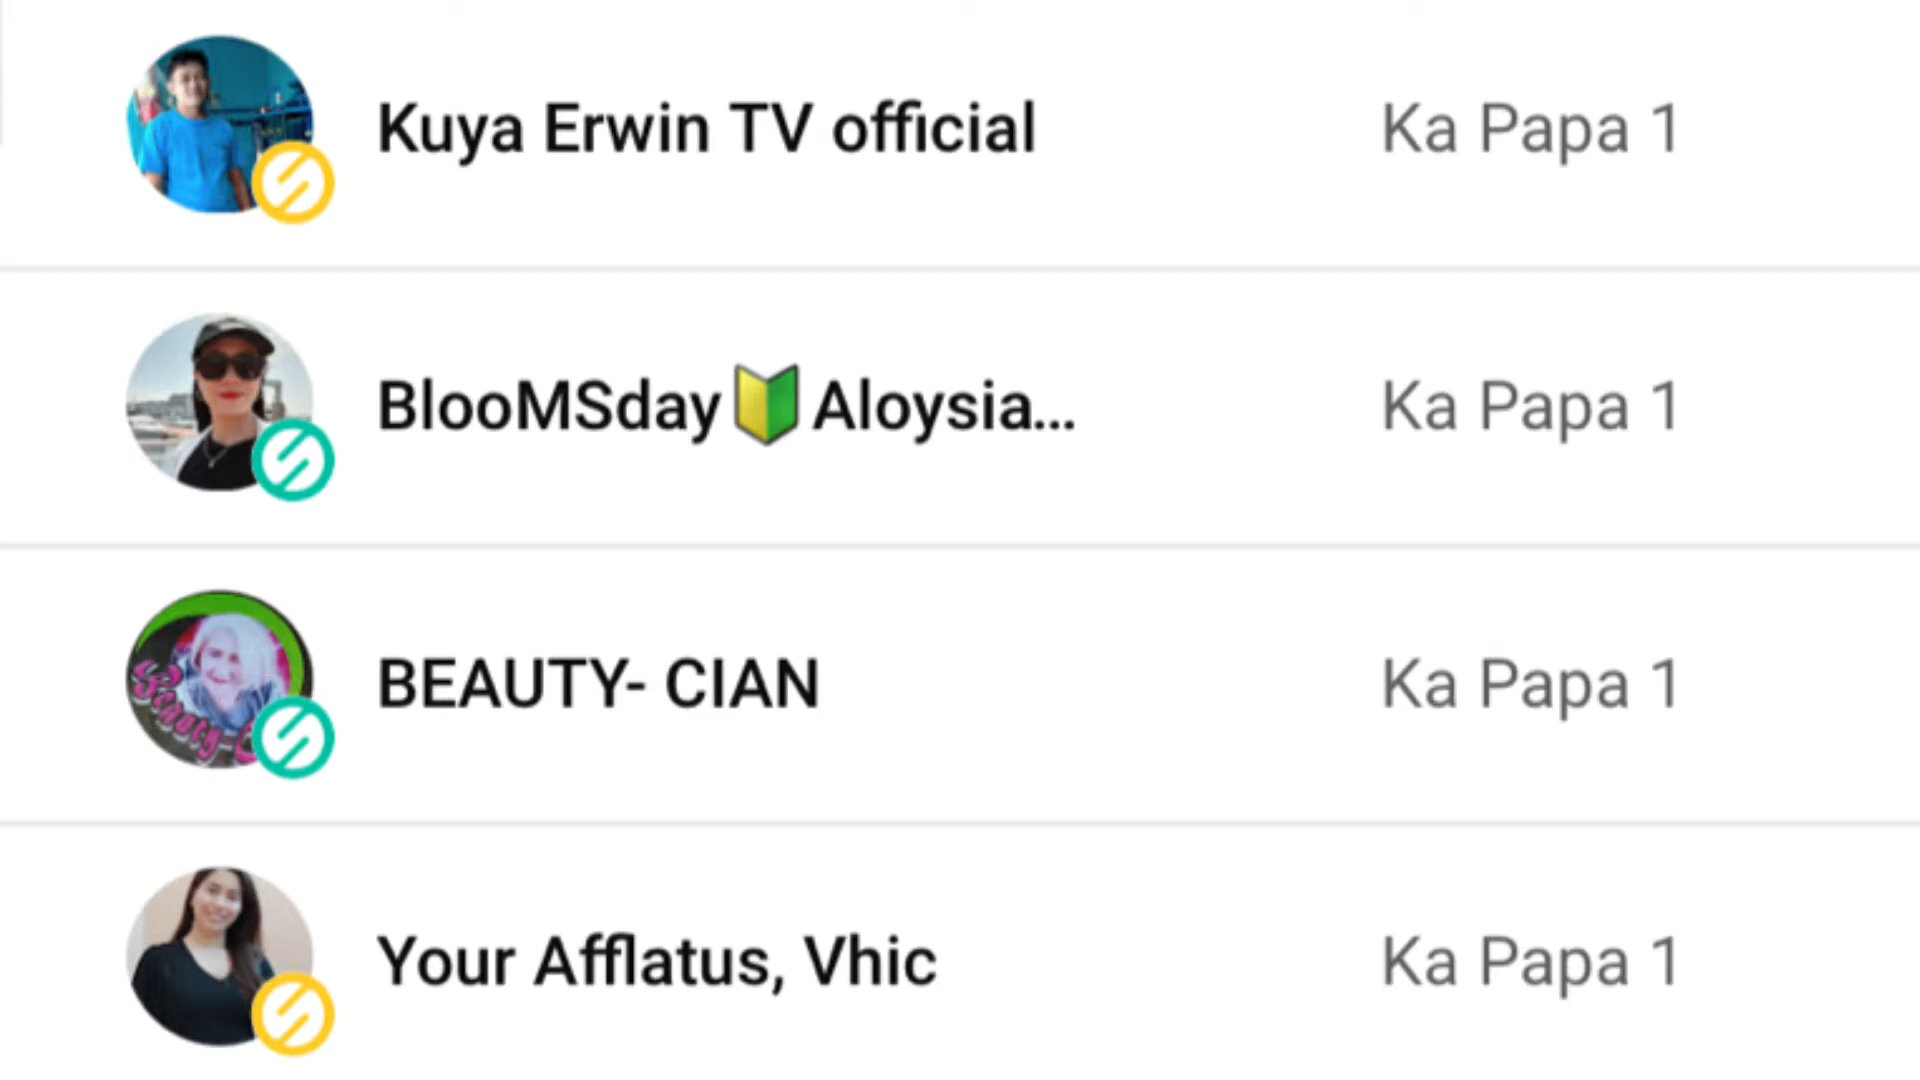 Kuya Erwin TV official Ka Papa 1
BlooMSday🔰Aloysia... Ka Papa 1
BEAUTY- CIAN Ka Papa 1
Your Afflatus, Vhic Ka Papa 1